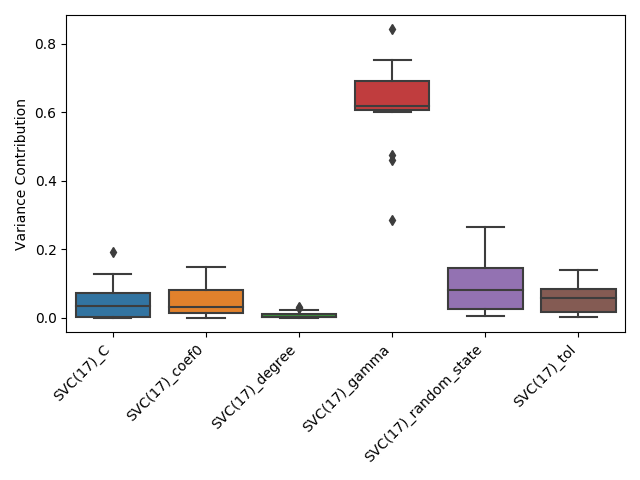 Variance Contribution
0.8
0.6
0.4
0.2
0.0
SVC(17)_C
SVC(17)_coef0
SVC(17)_degree
SVC(17)_gamma
SVC(17)_random_state
SVC(17)_tol